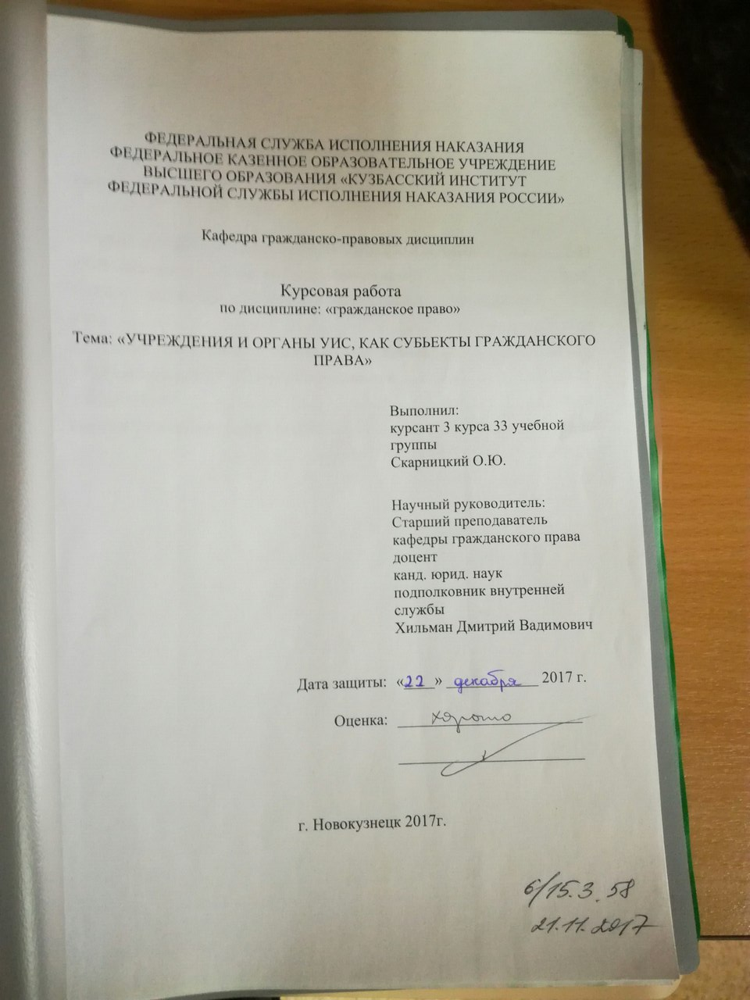 ФЕДЕРАЛЬНАЯ СЛУЖБА ИСПОЛНЕНИЯ НАКАЗАНИЯ
ФЕДЕРАЛЬНОЕ КАЗЕННОЕ ОБРАЗОВАТЕЛЬНОЕ УЧРЕЖДЕНИЕ
ВЫСШЕГО ОБРАЗОВАНИЯ «КУЗБАССКИЙ ИНСТИТУТ
ФЕДЕРАЛЬНОЙ СЛУЖБЫ ИСПОЛНЕНИЯ НАКАЗАНИЯ РОССИИ»
Кафедра гражданско-правовых дисциплин
Курсовая работа
по дисциплине: «гражданское право»
Тема: «УЧРЕЖДЕНИЯ И ОРГАНЫ УИС, КАК СУБЬЕКТЫ ГРАЖДАНСКОГО
ПРАВА»
Выполнил:
курсант 3 курса 33 учебной
группы
Скарницкий О.Ю.
Научный руководитель:
Старший преподаватель
кафедры гражданского права
доцент
канд. юрид. наук
подполковник внутренней
службы
Хильман Дмитрий Вадимович
Дата защиты: «22» декабря 2017 г.
Оценка: хорошо
г. Новокузнецк 2017г.
6/15.3.58
21.11.2017